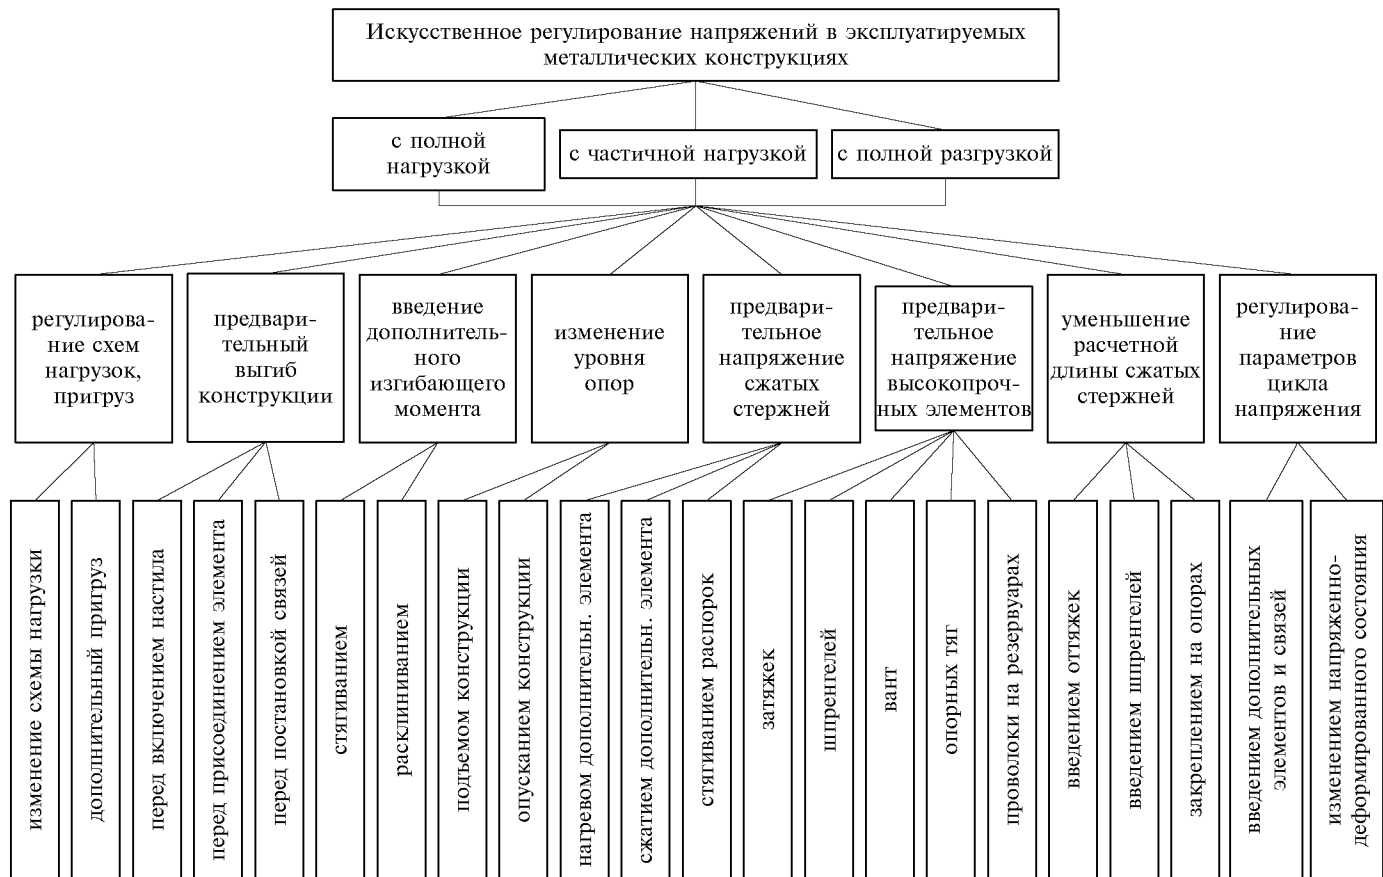 Искусственное регулирование напряжений в эксплуатируемых
металлических конструкциях
с полной
нагрузкой
с частичной нагрузкой
с полной разгрузкой
регулирова-
ние схем
нагрузок,
пригруз
предвари-
тельный
выгиб
конструкции
введение
дополнитель-
ного
изгибающего
момента
изменение
уровня
опор
предвари-
тельное
напряжение
сжатых
стержней
предвари-
тельное
напряжение
высокопроч-
ных элементов
уменьшение
расчетной
длины сжатых
стержней
регулирова-
ние
параметров
цикла
напряжения
изменение схемы нагрузки
дополнительный пригруз
перед включением настила
перед присоединением элемента
перед постановкой связей
стягиванием
расклиниванием
подъемом конструкции
опусканием конструкции
нагревом дополнительн. элемента
сжатием дополнительн. элемента
стягиванием распорок
затяжек
шпренгелей
вант
опорных тяг
проволоки на резервуарах
введением оттяжек
введением шпренгелей
закреплением на опорах
введением дополнительных
элементов и связей
изменением напряженно-
деформированного состояния